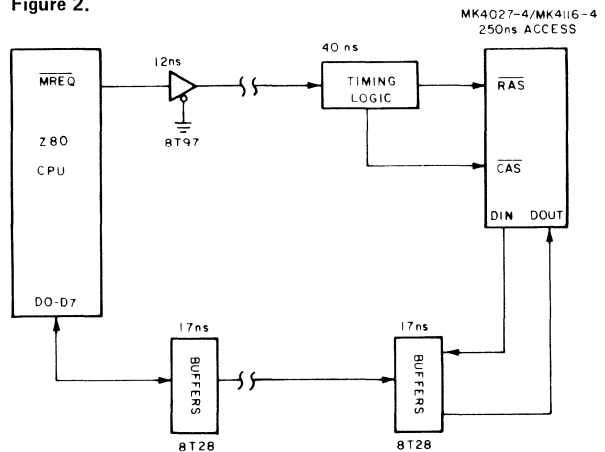 Figure 2.
MK4027-4/MK4116-4
250ns ACCESS
12ns
40 ns
MREQ
TIMING
LOGIC
RAS
8T97
Z80
CPU
CAS
DIN DOUT
DO-D7
17ns
17ns
BUFFERS
BUFFERS
8T28
8T28